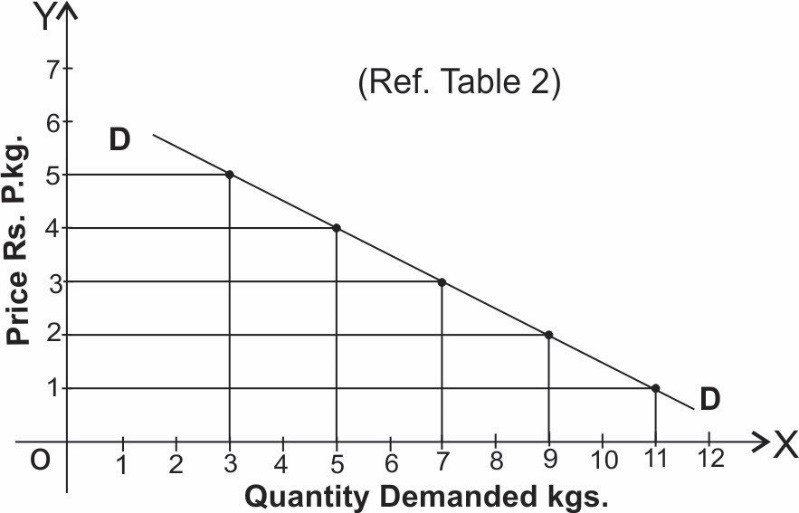 Y
(Ref. Table 2)
7
6
5
4
3
2
1
Price Rs. P.kg.
D
D
O
1 2 3 4 5 6 7 8 9 10 11 12
X
Quantity Demanded kgs.